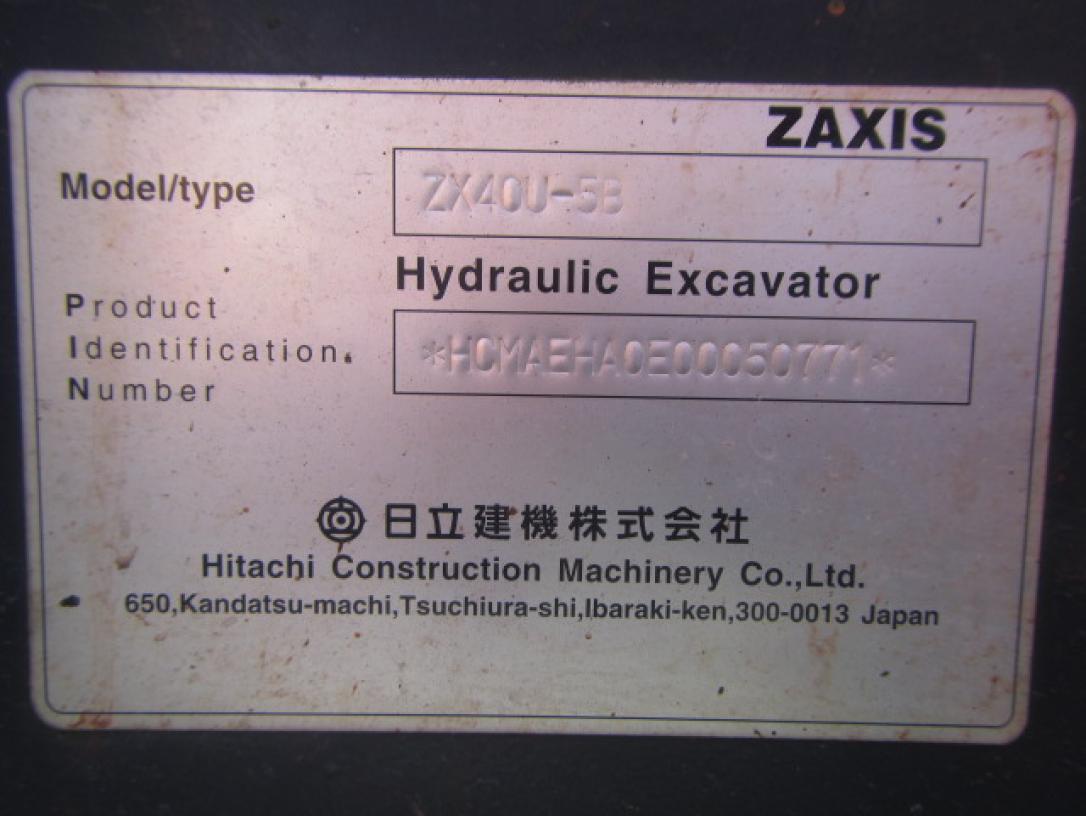 ZAXIS
Model/type ZX40U-5B
Hydraulic Excavator
Product
Identification
Number
*HCMAEHA0E00050771*
日立建機株式会社
Hitachi Construction Machinery Co.,Ltd.
650,Kandatsu-machi,Tsuchiura-shi,Ibaraki-ken,300-0013 Japan